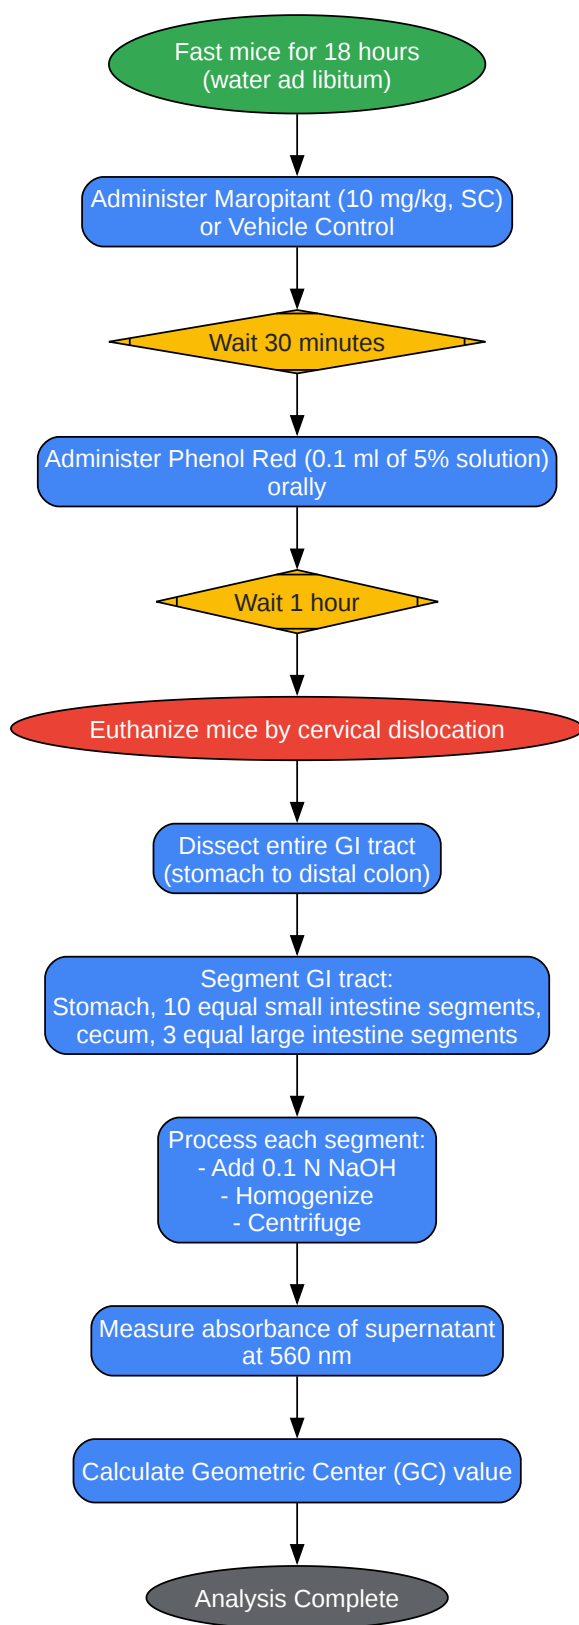 Fast mice for 18 hours
(water ad libitum)
Administer Maropitant (10 mg/kg, SC)
or Vehicle Control
Wait 30 minutes
Administer Phenol Red (0.1 ml of 5% solution)
orally
Wait 1 hour
Euthanize mice by cervical dislocation
Dissect entire GI tract
(stomach to distal colon)
Segment GI tract:
Stomach, 10 equal small intestine segments,
cecum, 3 equal large intestine segments
Process each segment:
- Add 0.1 N NaOH
- Homogenize
- Centrifuge
Measure absorbance of supernatant
at 560 nm
Calculate Geometric Center (GC) value
Analysis Complete